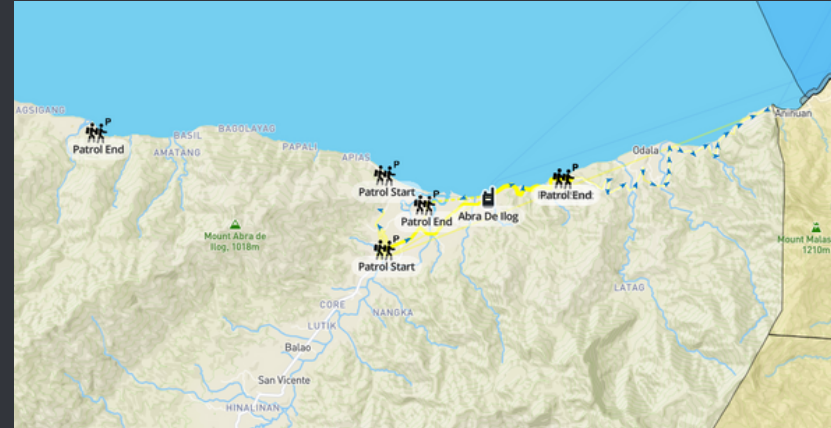 AGSIGANG
P
Patrol End
BASIL
BAGOLAYAG
AMATANG
PAPALI
APIAS
P
Patrol Start
P
Patrol End
Abra De Ilog
P
Patrol End
Odala
Aninuan
Mount Abra de
Ilog, 1018m
P
Patrol Start
Mount Malas
1210m
LATAG
CORE
NANGKA
LUTIK
Balao
San Vicente
HINALINAN